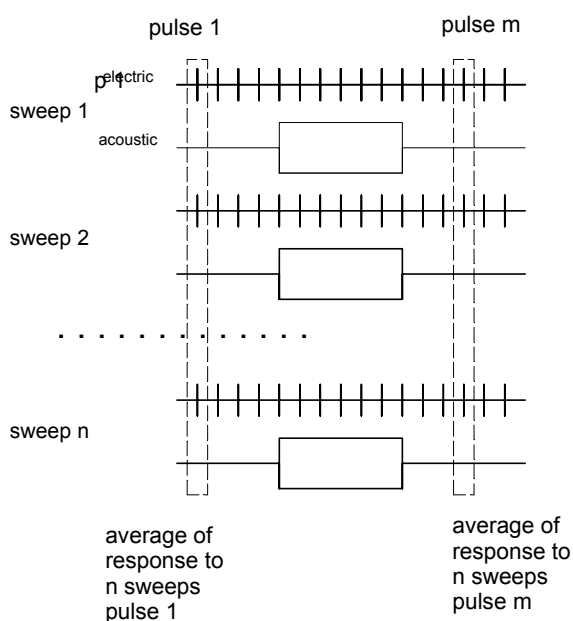 pulse 1
pulse m
electric
sweep 1
acoustic
sweep 2
. . . . . . . . . . . . .
sweep n
average of
response to
n sweeps
pulse 1
average of
response to
n sweeps
pulse m